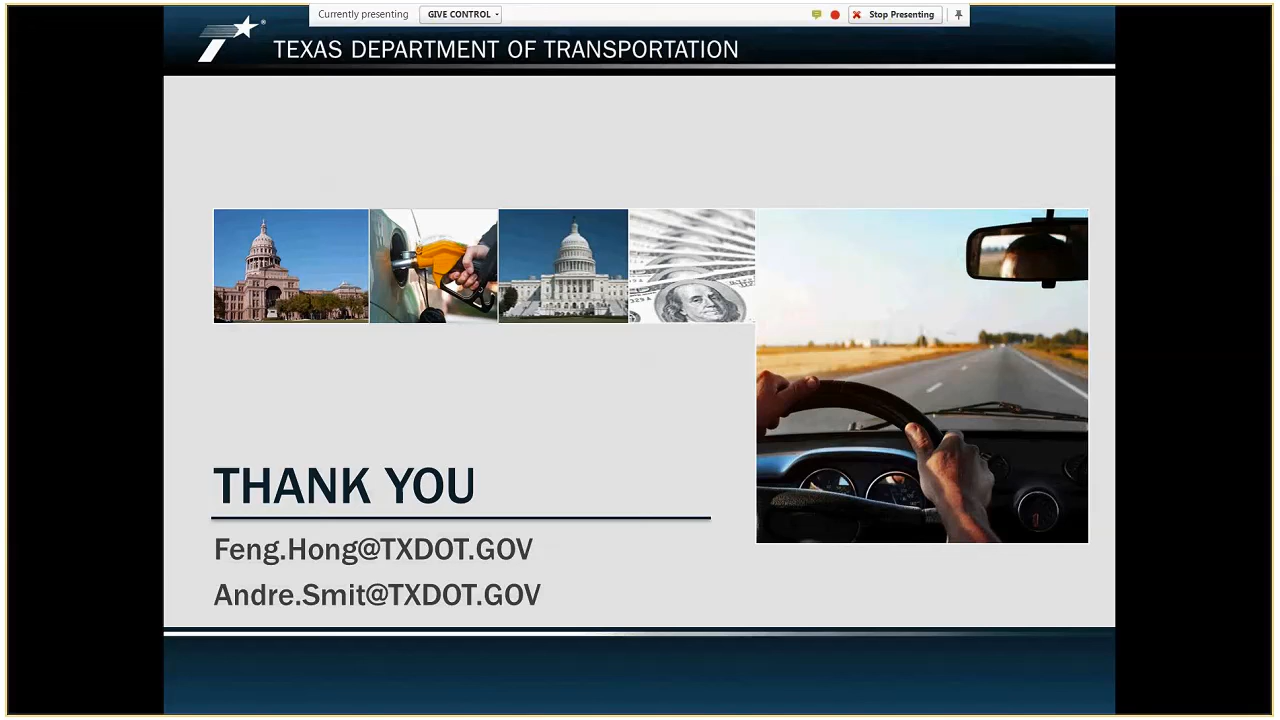 Currently presenting GIVE CONTROL Stop Presenting
TEXAS DEPARTMENT OF TRANSPORTATION
THANK YOU
Feng.Hong@TXDOT.GOV
Andre.Smit@TXDOT.GOV